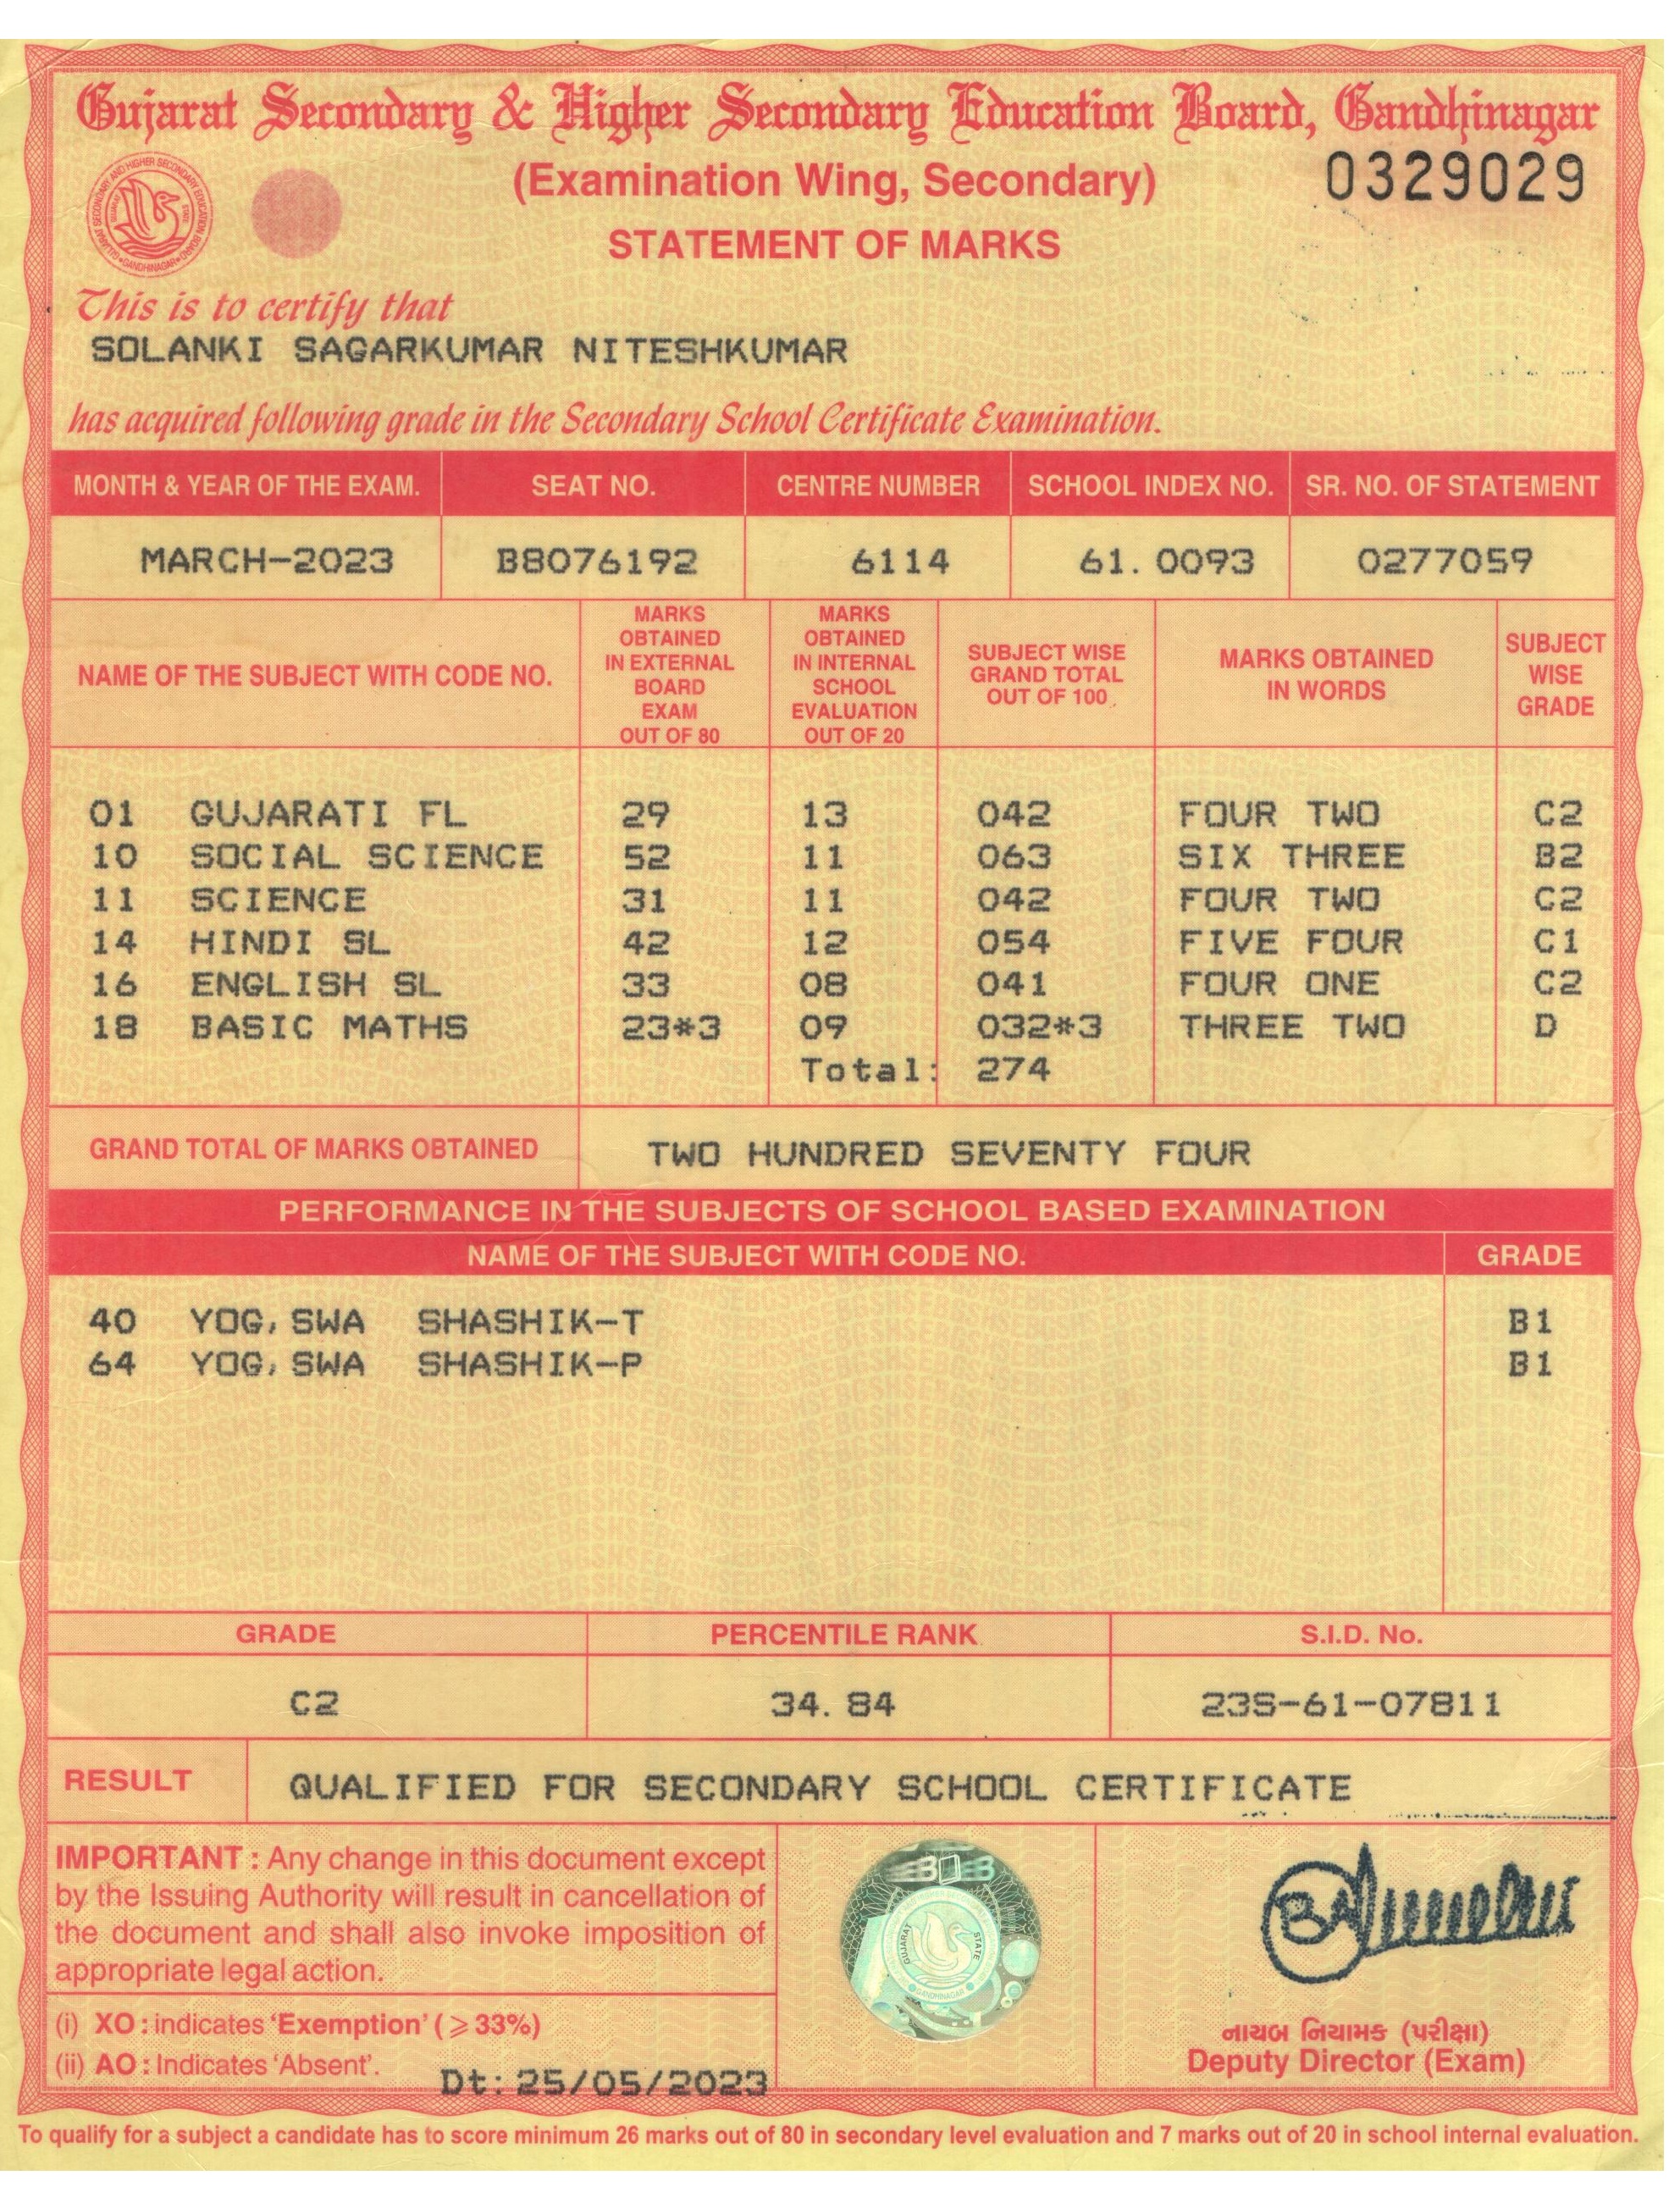 Gujarat Secondary & Higher Secondary Education Board, Gandhinagar
(Examination Wing, Secondary)
0329029
STATEMENT OF MARKS
This is to certify that
SOLANKI SAGARKUMAR NITESHKUMAR
has acquired following grade in the Secondary School Certificate Examination.
MONTH & YEAR OF THE EXAM. SEAT NO. CENTRE NUMBER SCHOOL INDEX NO. SR. NO. OF STATEMENT
MARCH-2023 B8076192 6114 61.0093 0277059
NAME OF THE SUBJECT WITH CODE NO.
MARKS
OBTAINED
IN EXTERNAL
BOARD
EXAM
OUT OF 80
MARKS
OBTAINED
IN INTERNAL
SCHOOL
EVALUATION
OUT OF 20
SUBJECT WISE
GRAND TOTAL
OUT OF 100
MARKS OBTAINED
IN WORDS
SUBJECT
WISE
GRADE
01 GUJARATI FL 29 13 042 FOUR TWO C2
10 SOCIAL SCIENCE 52 11 063 SIX THREE B2
11 SCIENCE 31 11 042 FOUR TWO C2
14 HINDI SL 42 12 054 FIVE FOUR C1
16 ENGLISH SL 33 08 041 FOUR ONE C2
18 BASIC MATHS 23*3 09 032*3 THREE TWO D
Total: 274
GRAND TOTAL OF MARKS OBTAINED TWO HUNDRED SEVENTY FOUR
PERFORMANCE IN THE SUBJECTS OF SCHOOL BASED EXAMINATION
NAME OF THE SUBJECT WITH CODE NO. GRADE
40 YOG,SWA SHASHIK-T B1
64 YOG,SWA SHASHIK-P B1
GRADE PERCENTILE RANK S.I.D. No.
C2 34.84 23S-61-07811
RESULT QUALIFIED FOR SECONDARY SCHOOL CERTIFICATE
IMPORTANT : Any change in this document except
by the Issuing Authority will result in cancellation of
the document and shall also invoke imposition of
appropriate legal action.
(i) XO : indicates 'Exemption' ( ⩾ 33%)
(ii) AO : Indicates 'Absent'.
Dt: 25/05/2023
GUJARAT STATE
GANDHINAGAR
નાયબ નિયામક (પરીક્ષા)
Deputy Director (Exam)
To qualify for a subject a candidate has to score minimum 26 marks out of 80 in secondary level evaluation and 7 marks out of 20 in school internal evaluation.